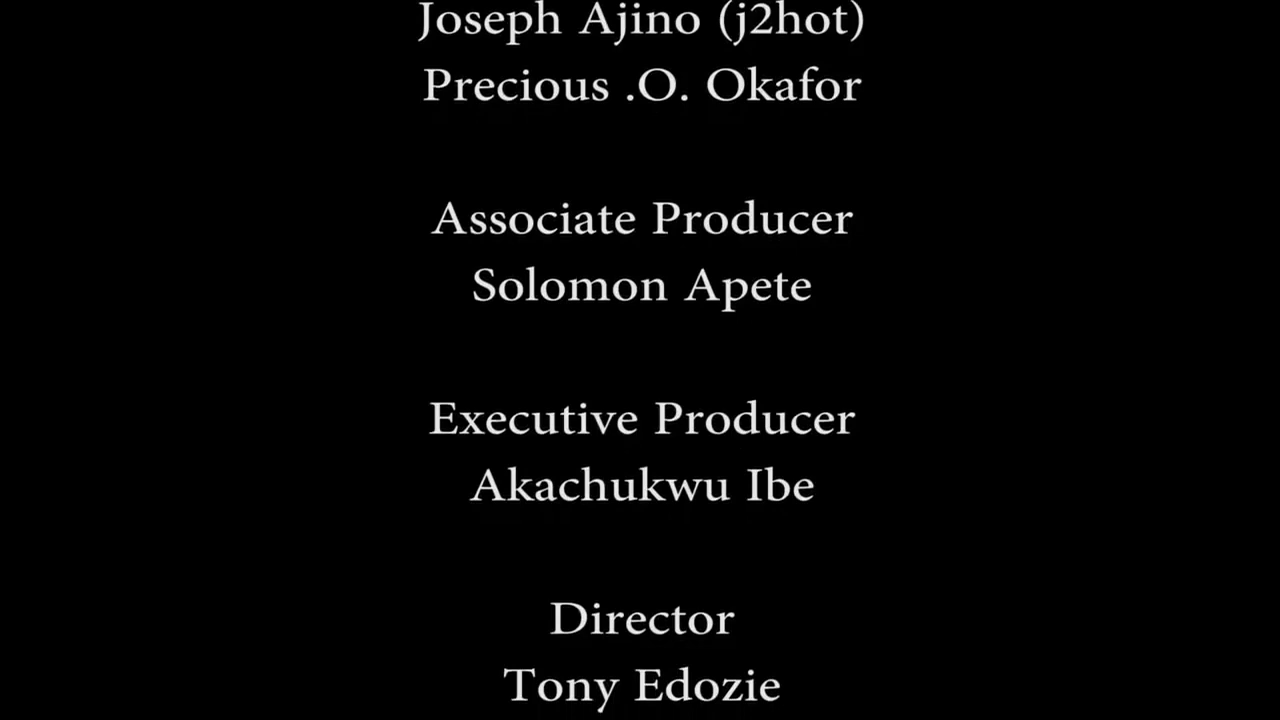 Joseph Ajino (j2hot)
Precious .O. Okafor
Associate Producer
Solomon Apete
Executive Producer
Akachukwu Ibe
Director
Tony Edozie